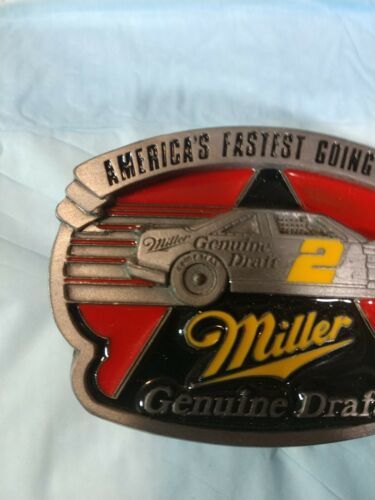 AMERICA'S FASTEST GOING
Miller Genuine
Draft
2
Miller
Genuine Draft